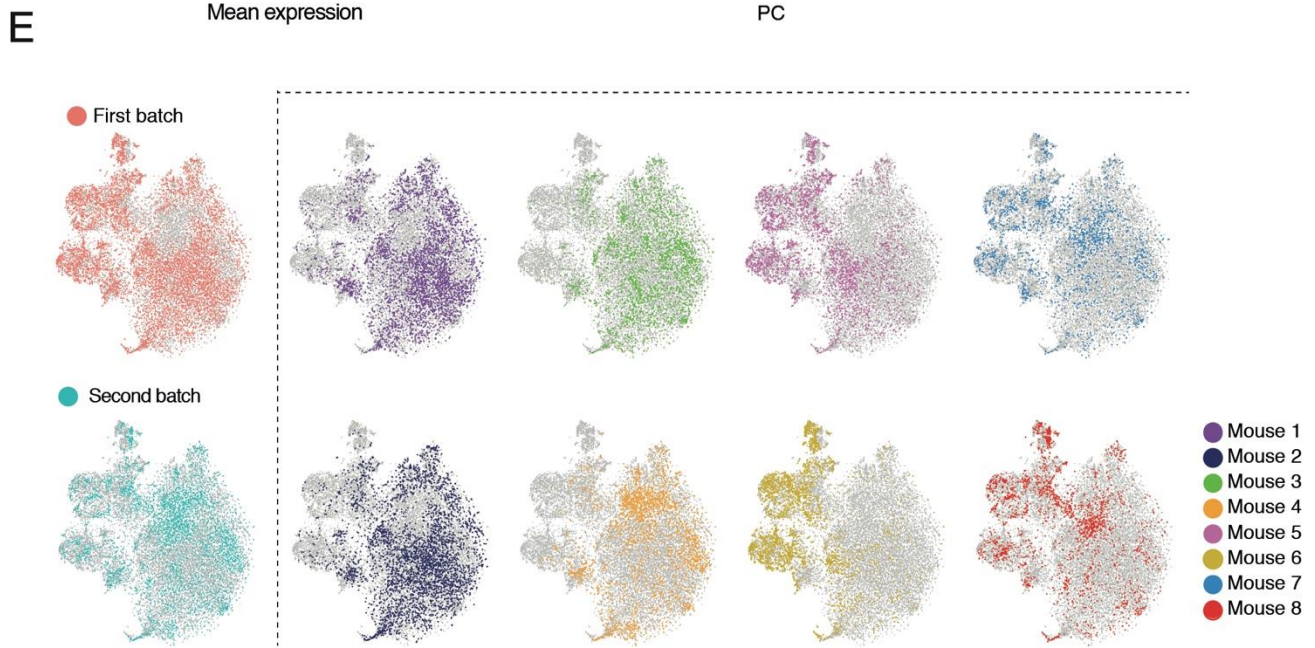 E
Mean expression
PC
First batch
Second batch
Mouse 1
Mouse 2
Mouse 3
Mouse 4
Mouse 5
Mouse 6
Mouse 7
Mouse 8